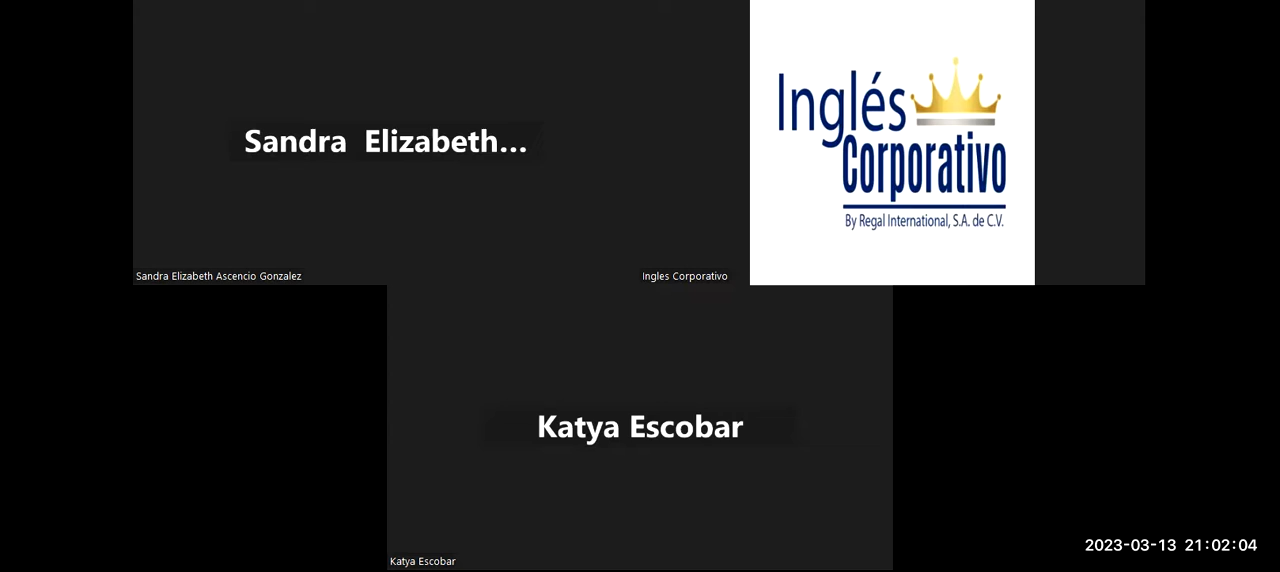 Sandra Elizabeth...
Sandra Elizabeth Ascencio Gonzalez
Inglés
Corporativo
By Regal International, S.A. de C.V.
Ingles Corporativo
Katya Escobar
Katya Escobar
2023-03-13 21:02:04